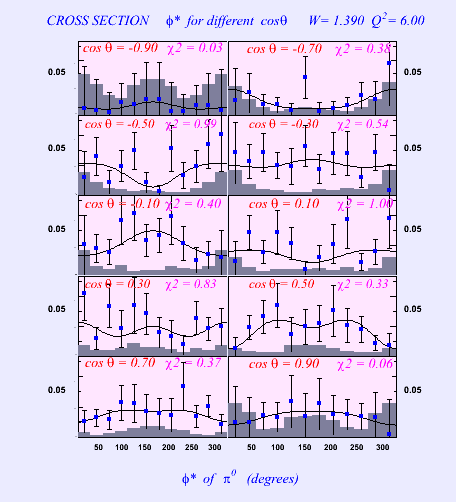 CROSS SECTION ϕ* for different cosθ W= 1.390 Q²= 6.00
cos θ = -0.90 χ2 = 0.03 cos θ = -0.70 χ2 = 0.38
0.05 0.05
cos θ = -0.50 χ2 = 0.99 cos θ = -0.30 χ2 = 0.54
0.05 0.05
cos θ = -0.10 χ2 = 0.40 cos θ = 0.10 χ2 = 1.00
0.05 0.05
cos θ = 0.30 χ2 = 0.83 cos θ = 0.50 χ2 = 0.33
0.05 0.05
cos θ = 0.70 χ2 = 0.37 cos θ = 0.90 χ2 = 0.06
0.05 0.05
50 100 150 200 250 300 50 100 150 200 250 300
ϕ* of π⁰ (degrees)